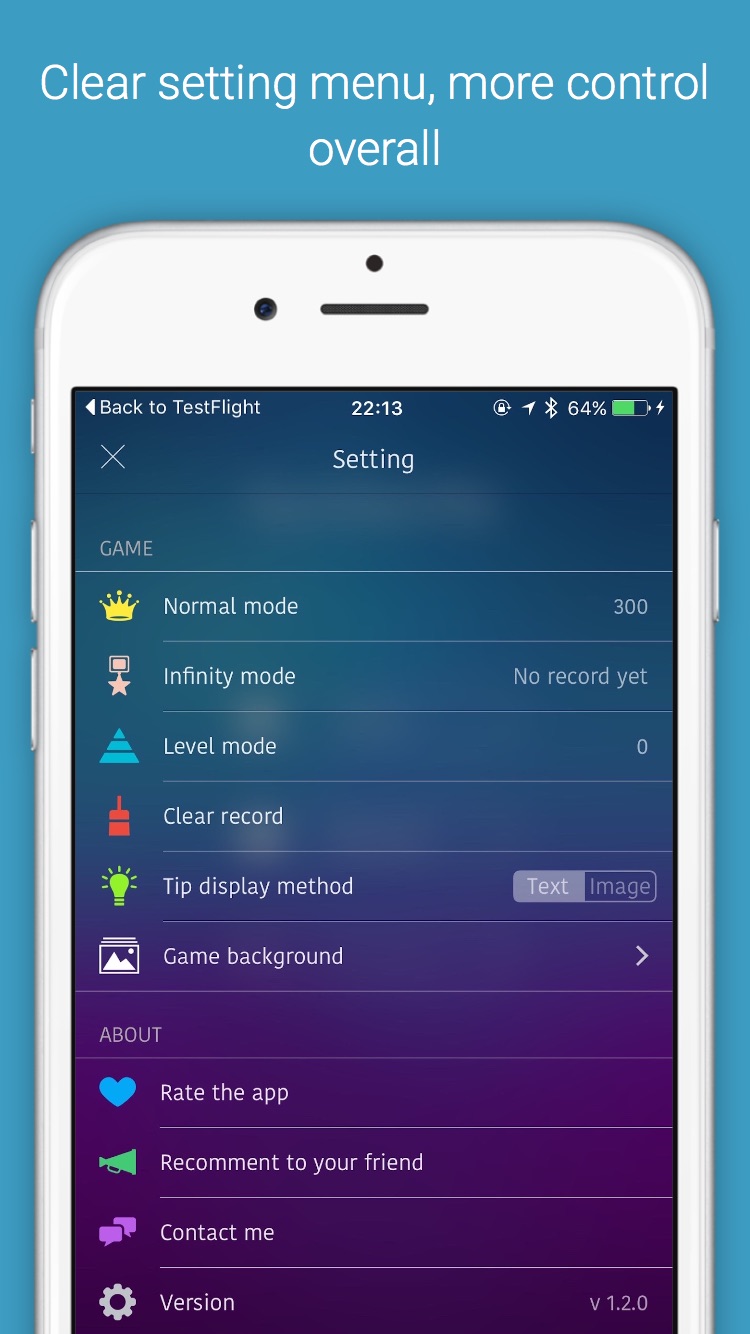 Clear setting menu, more control
overall
Back to TestFlight 22:13 64%
Setting
GAME
Normal mode 300
Infinity mode No record yet
Level mode 0
Clear record
Tip display method Text Image
Game background
ABOUT
Rate the app
Recomment to your friend
Contact me
Version v 1.2.0